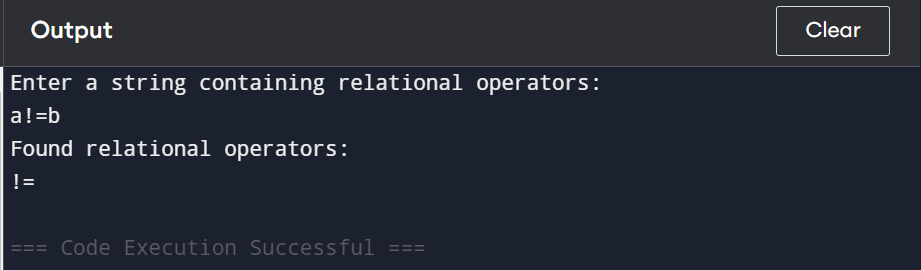 Output
Clear
Enter a string containing relational operators:
a!=b
Found relational operators:
!=
=== Code Execution Successful ===